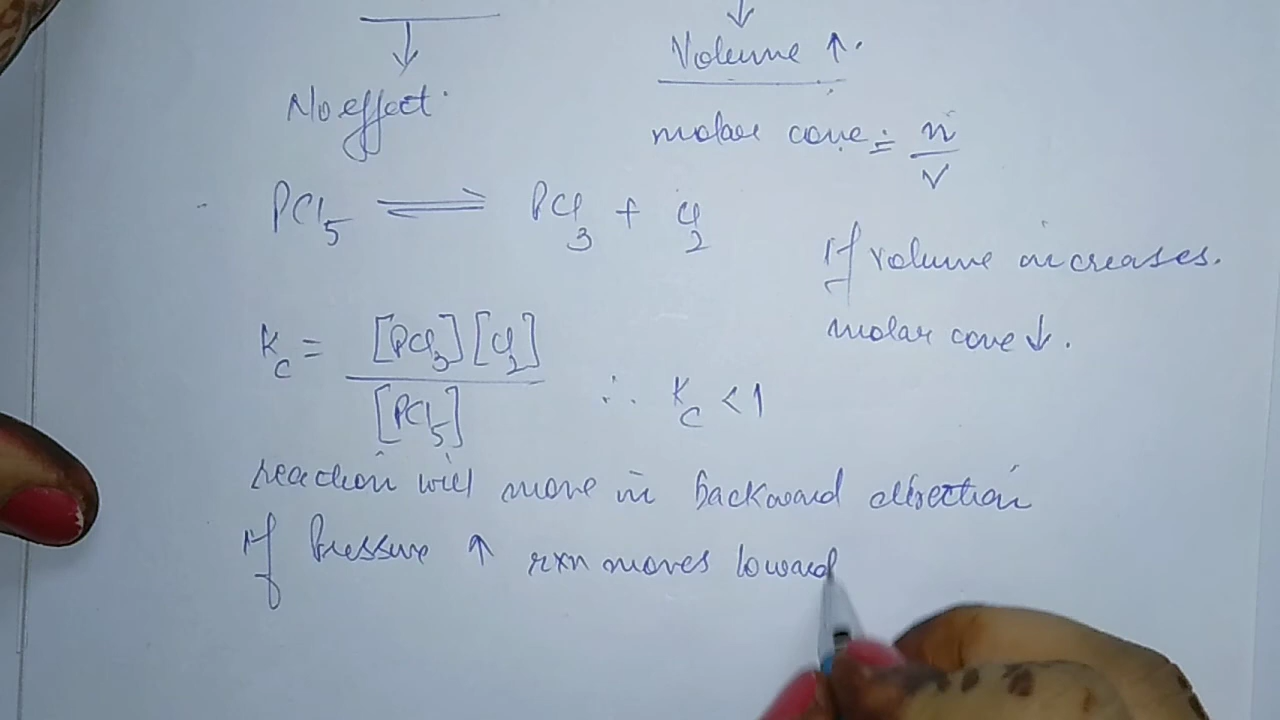 Volume ↑.
No effect.
molar conc. = n/V
PCl5 ⇌ PCl3 + Cl2
If volume increases.
molar conc ↓.
Kc = [PCl3][Cl2] / [PCl5] ∴ Kc < 1
reaction will move in backward direction
If Pressure ↑ rxn moves toward